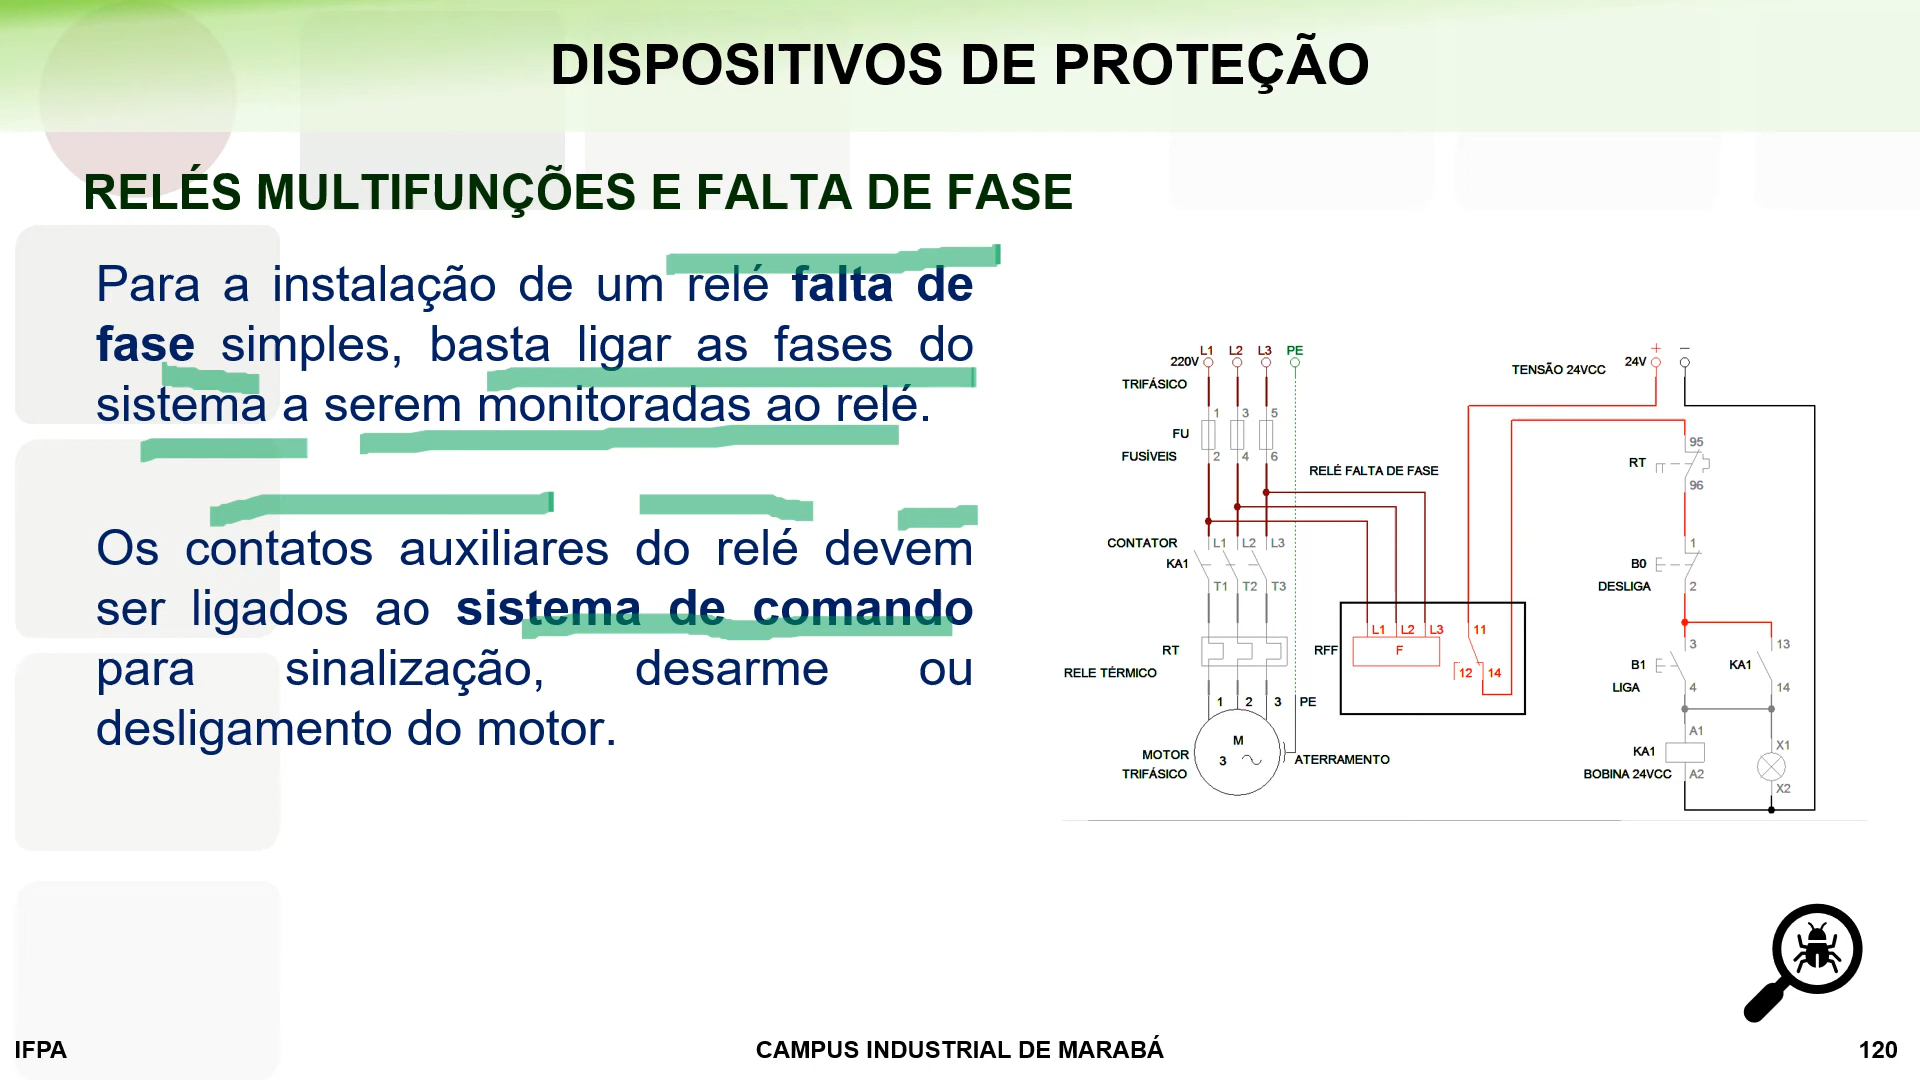 DISPOSITIVOS DE PROTEÇÃO
RELÉS MULTIFUNÇÕES E FALTA DE FASE
Para a instalação de um relé falta de
fase simples, basta ligar as fases do
sistema a serem monitoradas ao relé.
Os contatos auxiliares do relé devem
ser ligados ao sistema de comando
para sinalização, desarme ou
desligamento do motor.
L1 L2 L3 PE
220V
TRIFÁSICO
1 3 5
FU
FUSÍVEIS
2 4 6
RELÉ FALTA DE FASE
CONTATOR
L1 L2 L3
KA1
T1 T2 T3
RT
RELE TÉRMICO
1 2 3 PE
M
3
MOTOR
TRIFÁSICO
ATERRAMENTO
RFF
L1 L2 L3
F
11
12 14
TENSÃO 24VCC
24V + −
95
RT
96
1
B0
DESLIGA
2
3
B1
LIGA
4
13
KA1
14
A1
KA1
BOBINA 24VCC
A2
X1
X2
IFPA
CAMPUS INDUSTRIAL DE MARABÁ
120